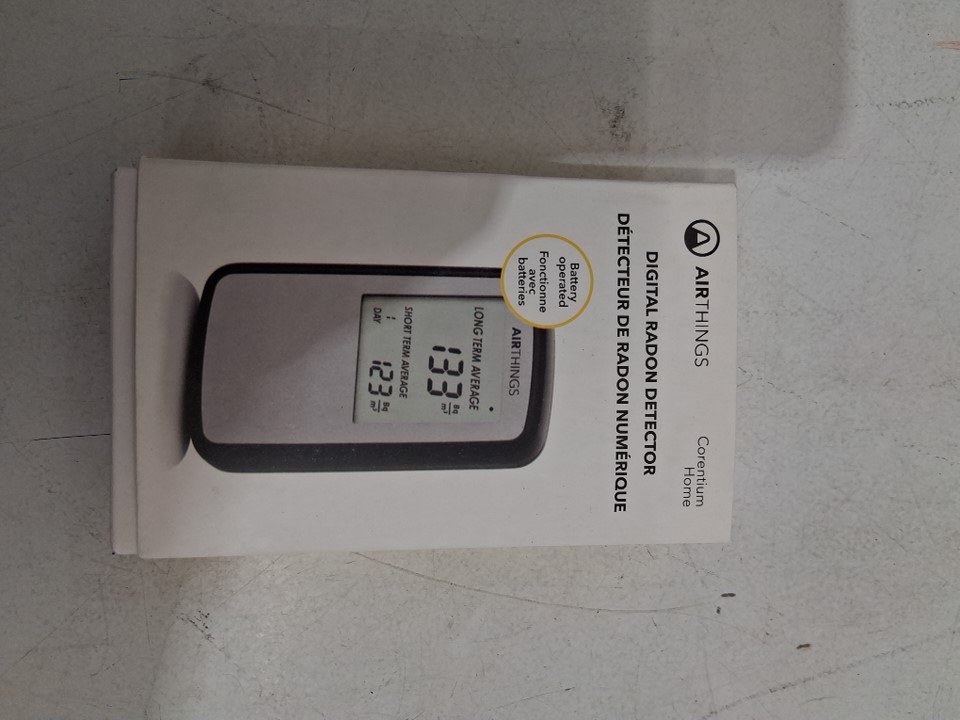 AIRTHINGS
Corentium
Home
DIGITAL RADON DETECTOR
DÉTECTEUR DE RADON NUMÉRIQUE
Battery
operated
Fonctionne
avec
batteries
AIRTHINGS
LONG TERM AVERAGE
133 Bq/m³
SHORT TERM AVERAGE
1
DAY
123 Bq/m³